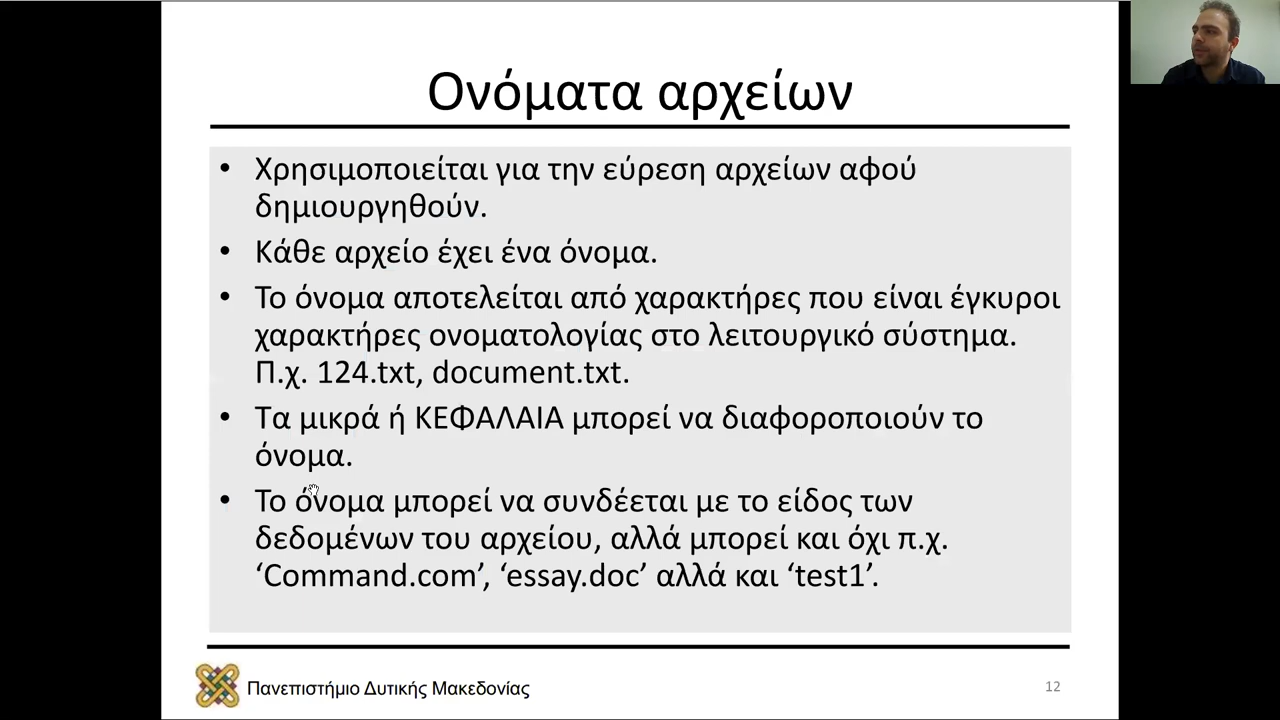 Ονόματα αρχείων
• Χρησιμοποιείται για την εύρεση αρχείων αφού
δημιουργηθούν.
• Κάθε αρχείο έχει ένα όνομα.
• Το όνομα αποτελείται από χαρακτήρες που είναι έγκυροι
χαρακτήρες ονοματολογίας στο λειτουργικό σύστημα.
Π.χ. 124.txt, document.txt.
• Τα μικρά ή ΚΕΦΑΛΑΙΑ μπορεί να διαφοροποιούν το
όνομα.
• Το όνομα μπορεί να συνδέεται με το είδος των
δεδομένων του αρχείου, αλλά μπορεί και όχι π.χ.
‘Command.com’, ‘essay.doc’ αλλά και ‘test1’.
Πανεπιστήμιο Δυτικής Μακεδονίας
12